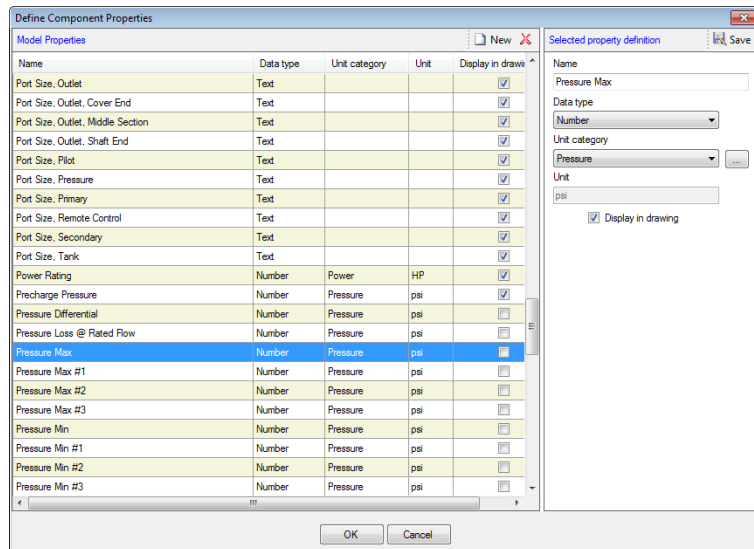 Define Component Properties
Model Properties New
Name Data type Unit category Unit Display in drawi
Port Size, Outlet Text
Port Size, Outlet, Cover End Text
Port Size, Outlet, Middle Section Text
Port Size, Outlet, Shaft End Text
Port Size, Pilot Text
Port Size, Pressure Text
Port Size, Primary Text
Port Size, Remote Control Text
Port Size, Secondary Text
Port Size, Tank Text
Power Rating Number Power HP
Precharge Pressure Number Pressure psi
Pressure Differential Number Pressure psi
Pressure Loss @ Rated Flow Number Pressure psi
Pressure Max Number Pressure psi
Pressure Max #1 Number Pressure psi
Pressure Max #2 Number Pressure psi
Pressure Max #3 Number Pressure psi
Pressure Min Number Pressure psi
Pressure Min #1 Number Pressure psi
Pressure Min #2 Number Pressure psi
Pressure Min #3 Number Pressure psi
Selected property definition Save
Name
Pressure Max
Data type
Number
Unit category
Pressure ...
Unit
psi
Display in drawing
OK Cancel